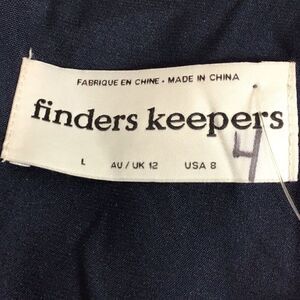 FABRIQUE EN CHINE · MADE IN CHINA
finders keepers
4
L AU / UK 12 USA 8